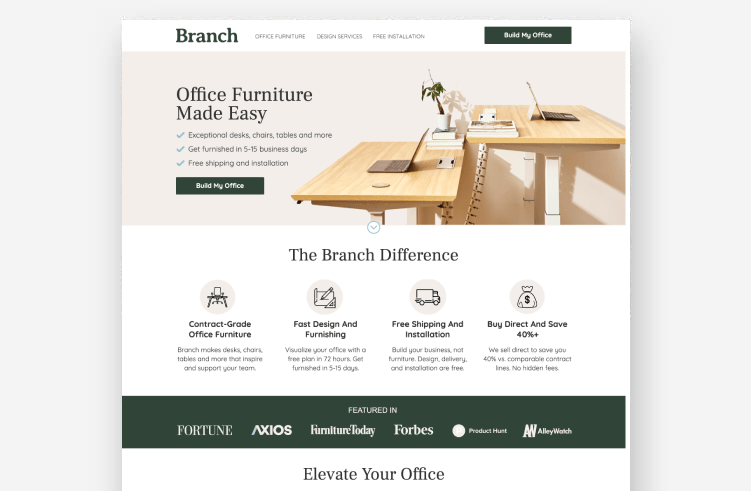 Branch
OFFICE FURNITURE
DESIGN SERVICES
FREE INSTALLATION
Build My Office
Office Furniture
Made Easy
Exceptional desks, chairs, tables and more
Get furnished in 5-15 business days
Free shipping and installation
Build My Office
The Branch Difference
Contract-Grade
Office Furniture
Branch makes desks, chairs,
tables and more that inspire
and support your team.
Fast Design And
Furnishing
Visualize your office with a
free plan in 72 hours. Get
furnished in 5-15 days.
Free Shipping And
Installation
Build your business, not
furniture. Design, delivery,
and installation are free.
$
Buy Direct And Save
40%+
We sell direct to save you
40% vs. comparable contract
lines. No hidden fees.
FEATURED IN
FORTUNE
AXIOS
FurnitureToday
Forbes
Product Hunt
AW AlleyWatch
Elevate Your Office